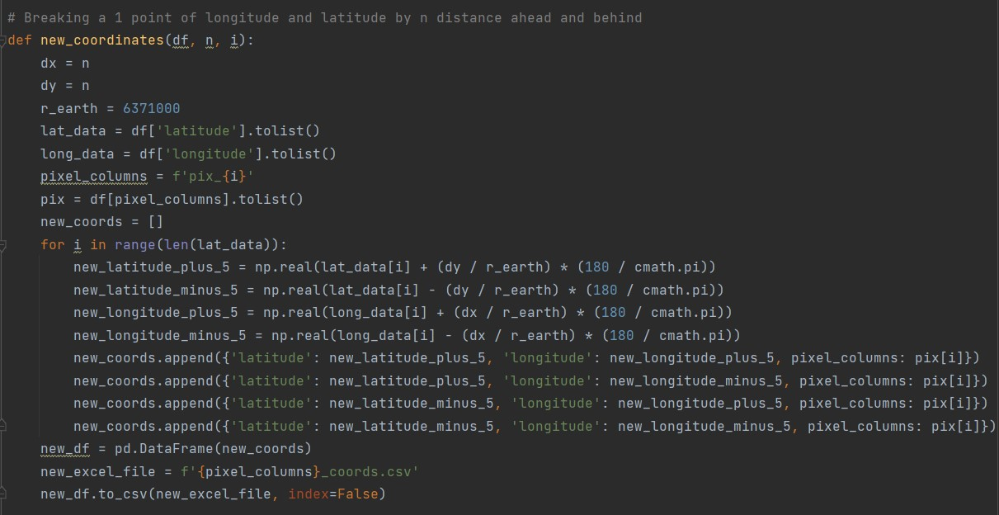 # Breaking a 1 point of longitude and latitude by n distance ahead and behind
def new_coordinates(df, n, i):
    dx = n
    dy = n
    r_earth = 6371000
    lat_data = df['latitude'].tolist()
    long_data = df['longitude'].tolist()
    pixel_columns = f'pix_{i}'
    pix = df[pixel_columns].tolist()
    new_coords = []
    for i in range(len(lat_data)):
        new_latitude_plus_5 = np.real(lat_data[i] + (dy / r_earth) * (180 / cmath.pi))
        new_latitude_minus_5 = np.real(lat_data[i] - (dy / r_earth) * (180 / cmath.pi))
        new_longitude_plus_5 = np.real(long_data[i] + (dx / r_earth) * (180 / cmath.pi))
        new_longitude_minus_5 = np.real(long_data[i] - (dx / r_earth) * (180 / cmath.pi))
        new_coords.append({'latitude': new_latitude_plus_5, 'longitude': new_longitude_plus_5, pixel_columns: pix[i]})
        new_coords.append({'latitude': new_latitude_plus_5, 'longitude': new_longitude_minus_5, pixel_columns: pix[i]})
        new_coords.append({'latitude': new_latitude_minus_5, 'longitude': new_longitude_plus_5, pixel_columns: pix[i]})
        new_coords.append({'latitude': new_latitude_minus_5, 'longitude': new_longitude_minus_5, pixel_columns: pix[i]})
    new_df = pd.DataFrame(new_coords)
    new_excel_file = f'{pixel_columns}_coords.csv'
    new_df.to_csv(new_excel_file, index=False)